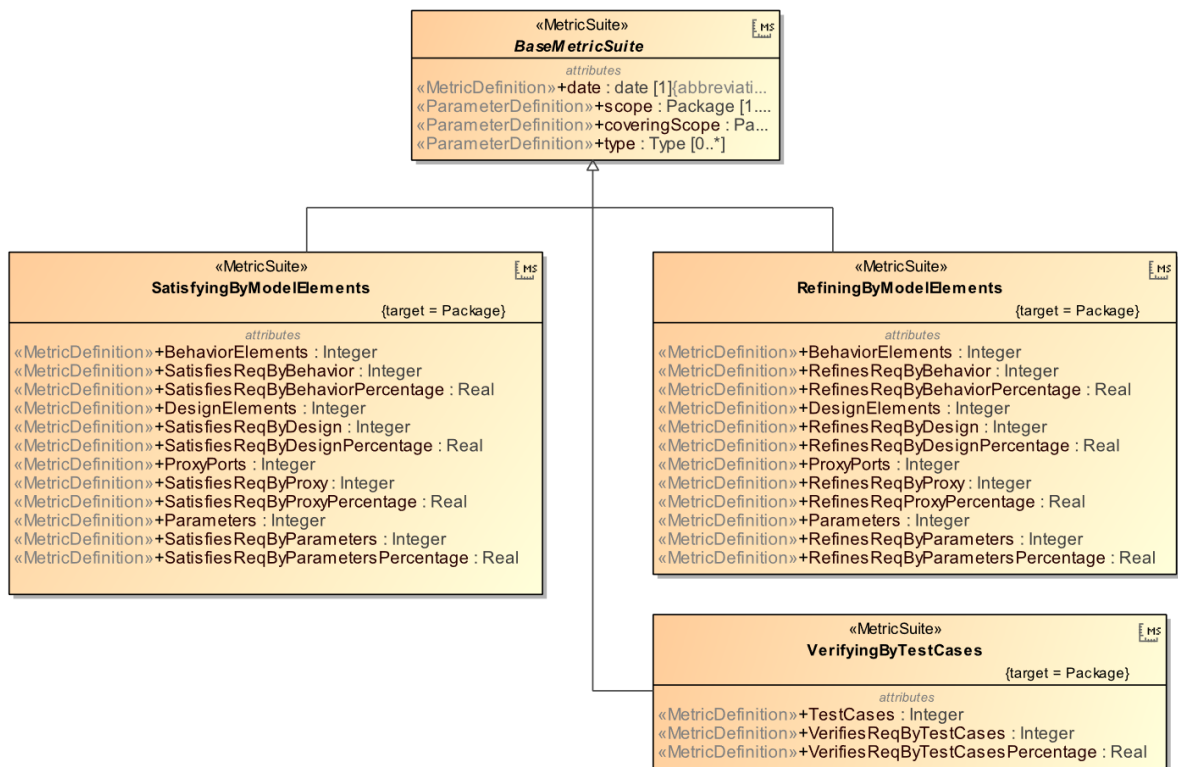 «MetricSuite»
MS
BaseMetricSuite
attributes
«MetricDefinition»+date : date [1]{abbreviati...
«ParameterDefinition»+scope : Package [1....
«ParameterDefinition»+coveringScope : Pa...
«ParameterDefinition»+type : Type [0..*]
«MetricSuite»
MS
SatisfyingByModelElements
{target = Package}
attributes
«MetricDefinition»+BehaviorElements : Integer
«MetricDefinition»+SatisfiesReqByBehavior : Integer
«MetricDefinition»+SatisfiesReqByBehaviorPercentage : Real
«MetricDefinition»+DesignElements : Integer
«MetricDefinition»+SatisfiesReqByDesign : Integer
«MetricDefinition»+SatisfiesReqByDesignPercentage : Real
«MetricDefinition»+ProxyPorts : Integer
«MetricDefinition»+SatisfiesReqByProxy : Integer
«MetricDefinition»+SatisfiesReqByProxyPercentage : Real
«MetricDefinition»+Parameters : Integer
«MetricDefinition»+SatisfiesReqByParameters : Integer
«MetricDefinition»+SatisfiesReqByParametersPercentage : Real
«MetricSuite»
MS
RefiningByModelElements
{target = Package}
attributes
«MetricDefinition»+BehaviorElements : Integer
«MetricDefinition»+RefinesReqByBehavior : Integer
«MetricDefinition»+RefinesReqByBehaviorPercentage : Real
«MetricDefinition»+DesignElements : Integer
«MetricDefinition»+RefinesReqByDesign : Integer
«MetricDefinition»+RefinesReqByDesignPercentage : Real
«MetricDefinition»+ProxyPorts : Integer
«MetricDefinition»+RefinesReqByProxy : Integer
«MetricDefinition»+RefinesReqProxyPercentage : Real
«MetricDefinition»+Parameters : Integer
«MetricDefinition»+RefinesReqByParameters : Integer
«MetricDefinition»+RefinesReqByParametersPercentage : Real
«MetricSuite»
MS
VerifyingByTestCases
{target = Package}
attributes
«MetricDefinition»+TestCases : Integer
«MetricDefinition»+VerifiesReqByTestCases : Integer
«MetricDefinition»+VerifiesReqByTestCasesPercentage : Real